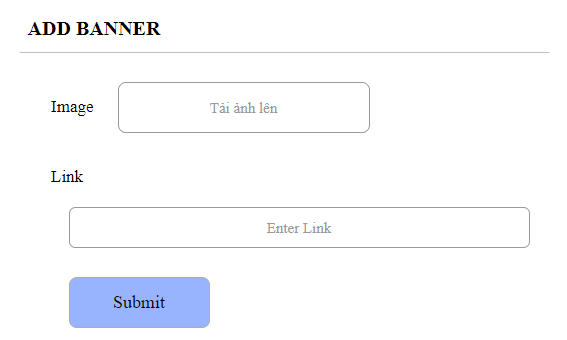 ADD BANNER
Image
Tải ảnh lên
Link
Enter Link
Submit